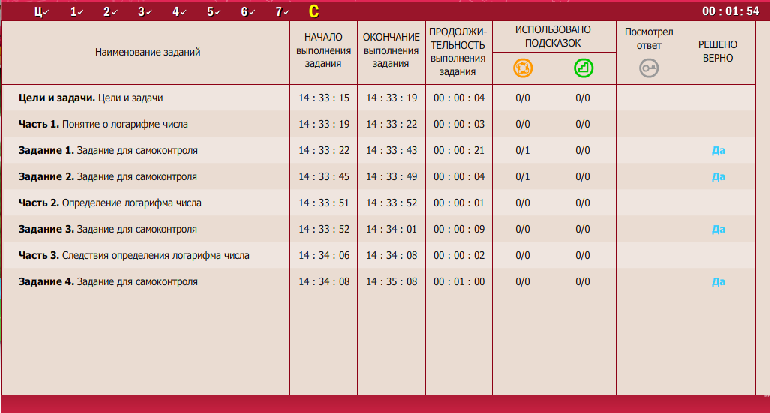 Ц✓ 1✓ 2✓ 3✓ 4✓ 5✓ 6✓ 7✓ С 00 : 01 : 54
Наименование заданий
НАЧАЛО
выполнения
задания
ОКОНЧАНИЕ
выполнения
задания
ПРОДОЛЖИ-
ТЕЛЬНОСТЬ
выполнения
задания
ИСПОЛЬЗОВАНО
ПОДСКАЗОК
Посмотрел
ответ
РЕШЕНО
ВЕРНО
Цели и задачи. Цели и задачи 14 : 33 : 15 14 : 33 : 19 00 : 00 : 04 0/0 0/0
Часть 1. Понятие о логарифме числа 14 : 33 : 19 14 : 33 : 22 00 : 00 : 03 0/0 0/0
Задание 1. Задание для самоконтроля 14 : 33 : 22 14 : 33 : 43 00 : 00 : 21 0/1 0/0 Да
Задание 2. Задание для самоконтроля 14 : 33 : 45 14 : 33 : 49 00 : 00 : 04 0/1 0/0 Да
Часть 2. Определение логарифма числа 14 : 33 : 51 14 : 33 : 52 00 : 00 : 01 0/0 0/0
Задание 3. Задание для самоконтроля 14 : 33 : 52 14 : 34 : 01 00 : 00 : 09 0/0 0/0 Да
Часть 3. Следствия определения логарифма числа 14 : 34 : 06 14 : 34 : 08 00 : 00 : 02 0/0 0/0
Задание 4. Задание для самоконтроля 14 : 34 : 08 14 : 35 : 08 00 : 01 : 00 0/0 0/0 Да